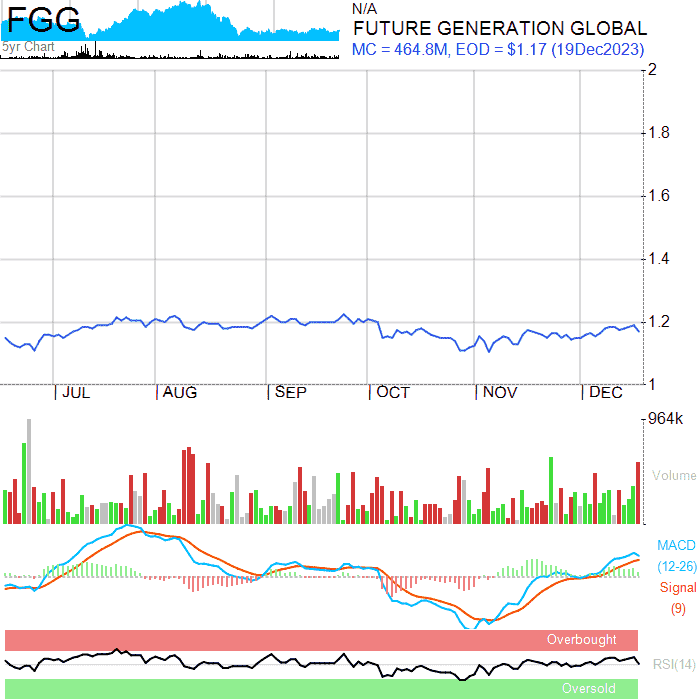 FGG
5yr Chart
N/A
FUTURE GENERATION GLOBAL
MC = 464.8M, EOD = $1.17 (19Dec2023)
2
1.8
1.6
1.4
1.2
1
JUL AUG SEP OCT NOV DEC
964k
Volume
MACD
(12-26)
Signal
(9)
Overbought
RSI(14)
Oversold